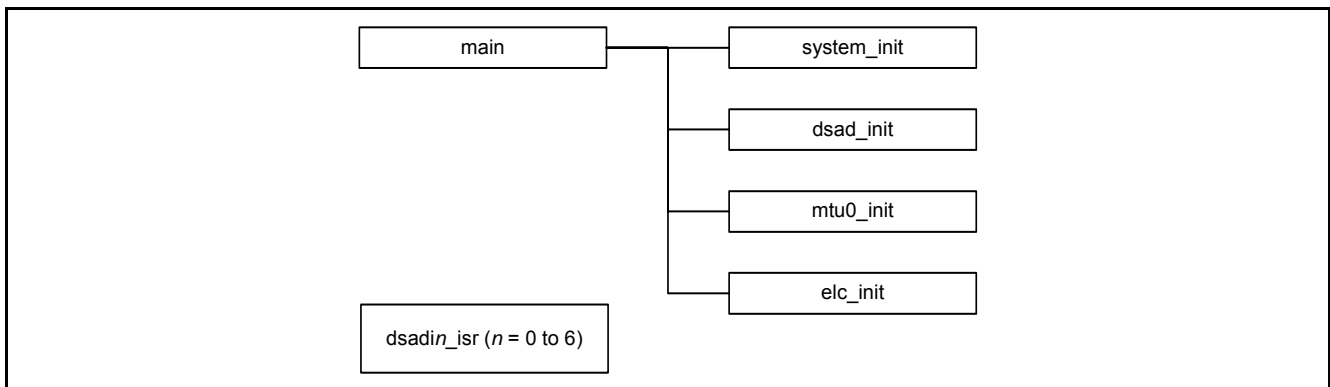 main
system_init
dsad_init
mtu0_init
elc_init
dsadin_isr (n = 0 to 6)